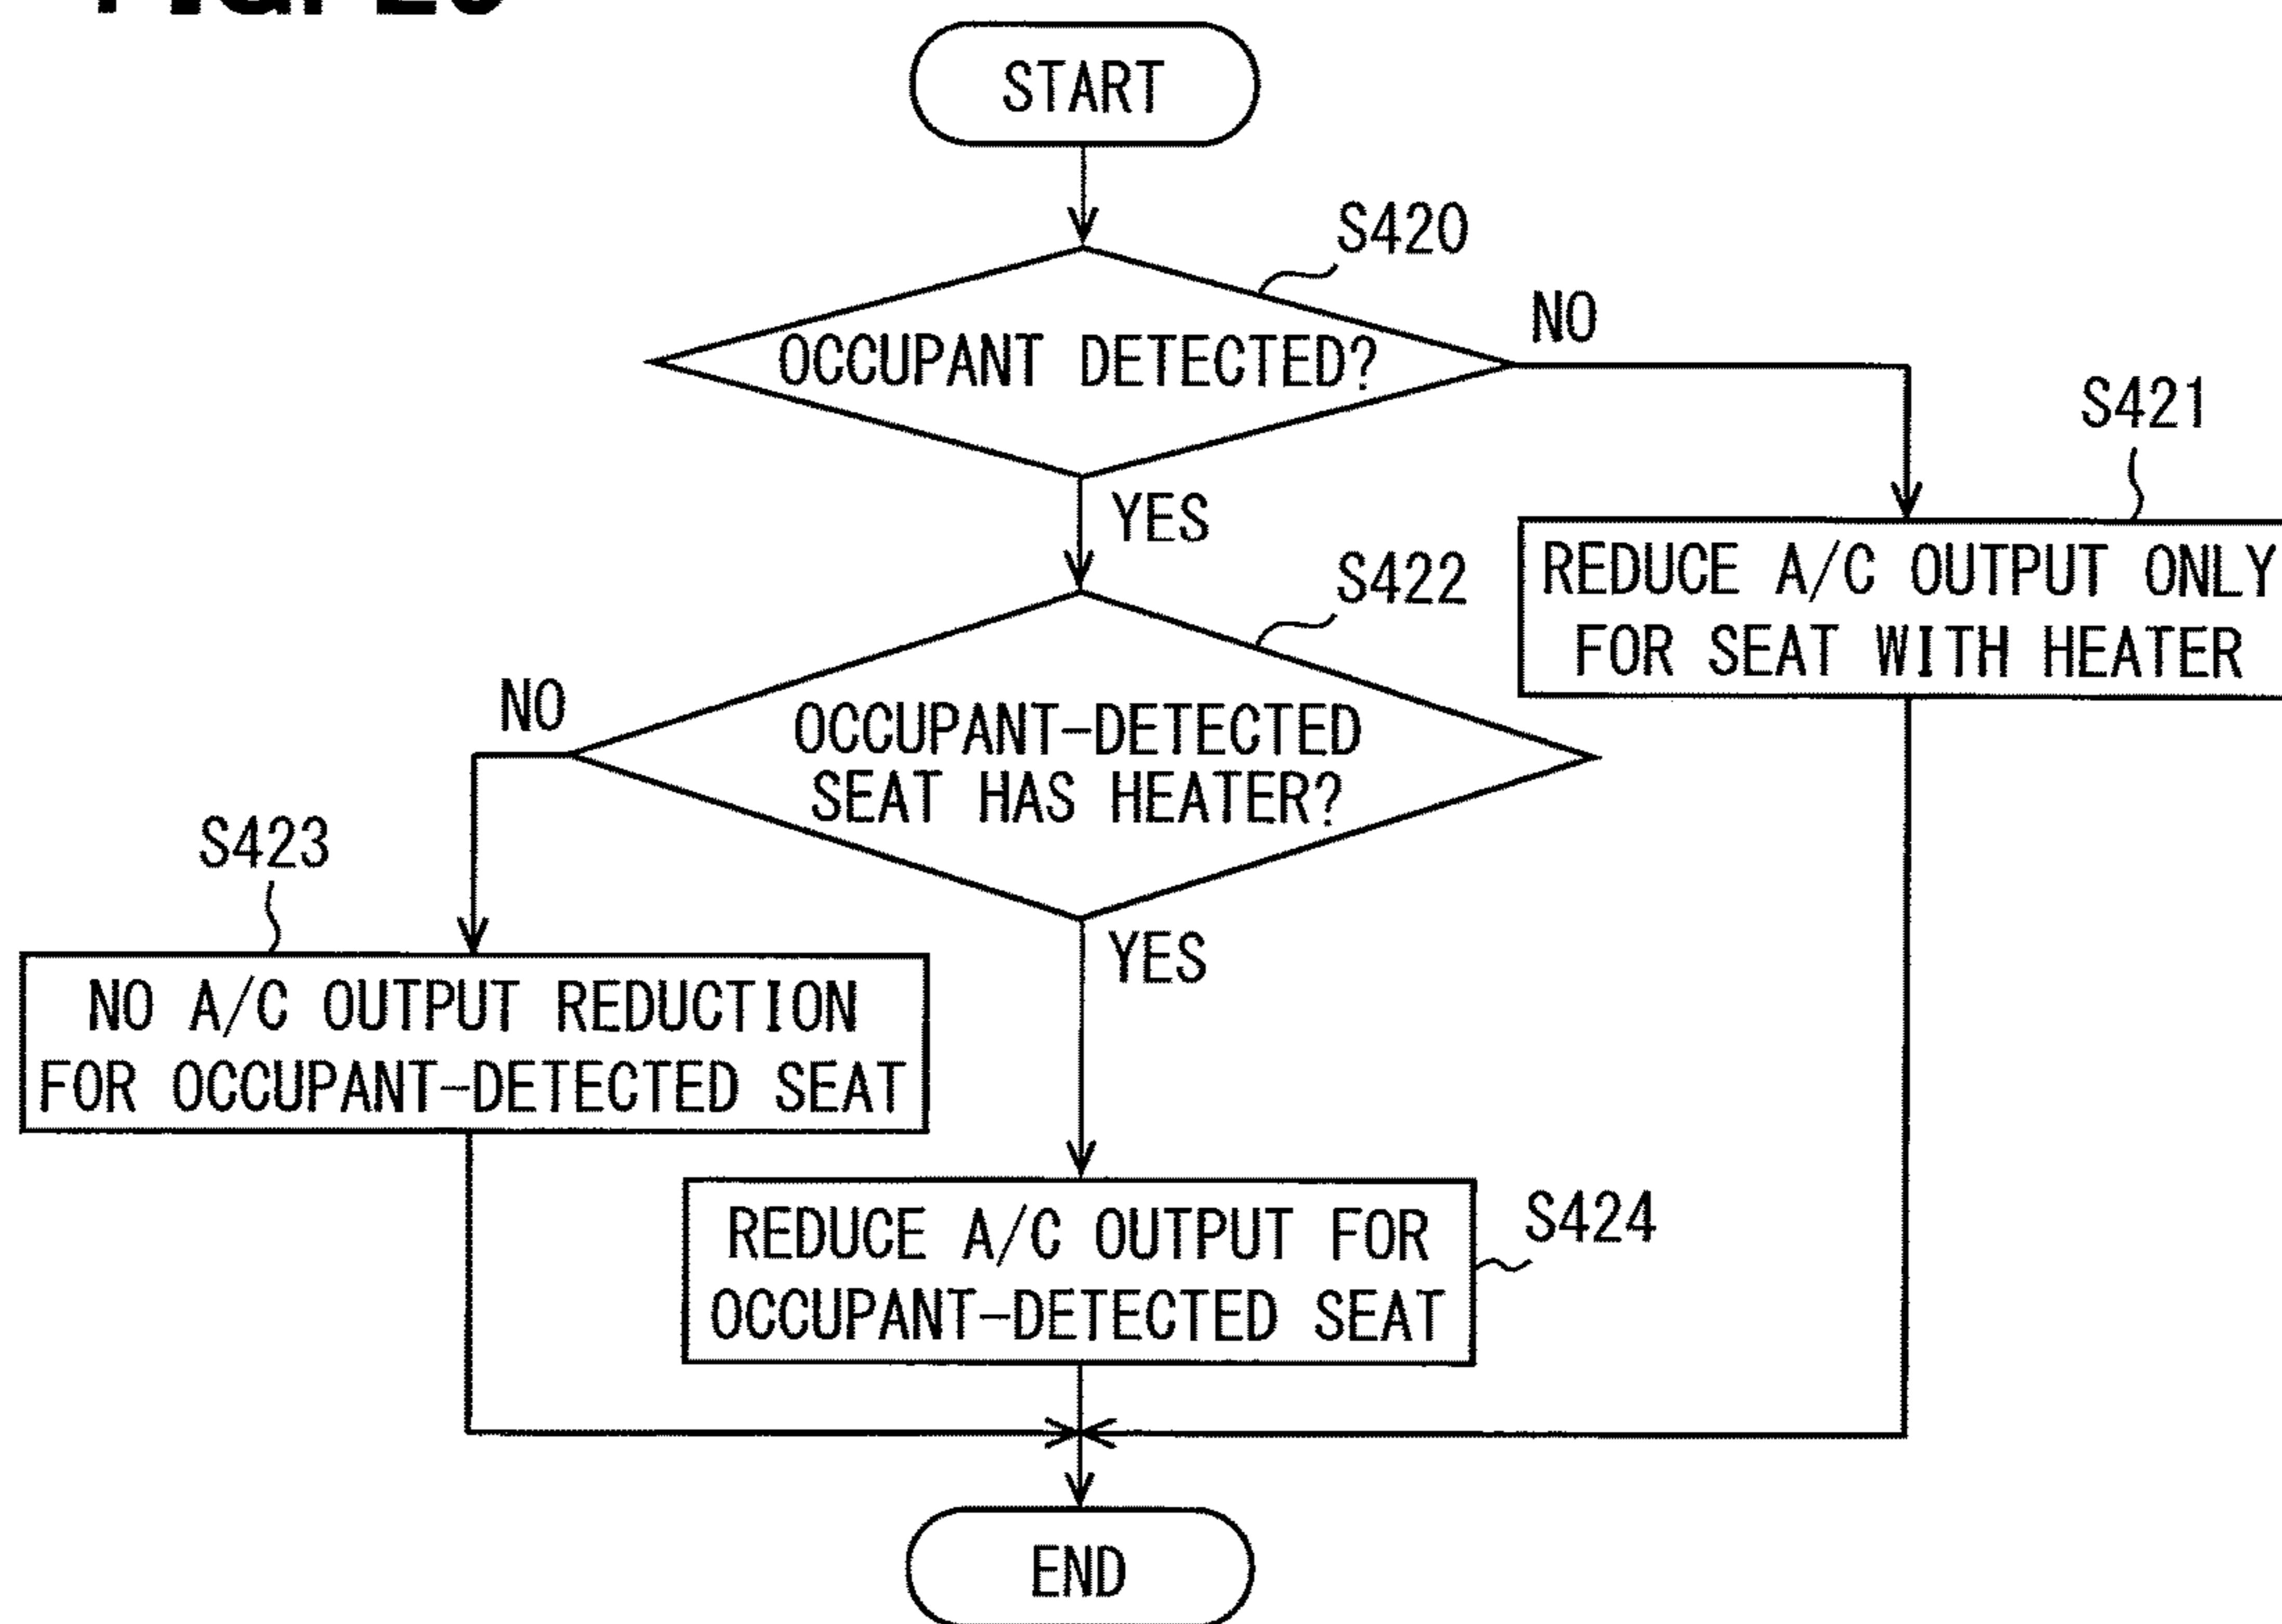 START
S420
OCCUPANT DETECTED?
NO
S421
YES
REDUCE A/C OUTPUT ONLY
FOR SEAT WITH HEATER
S422
NO
OCCUPANT-DETECTED
SEAT HAS HEATER?
S423
YES
NO A/C OUTPUT REDUCTION
FOR OCCUPANT-DETECTED SEAT
REDUCE A/C OUTPUT FOR
OCCUPANT-DETECTED SEAT
S424
END